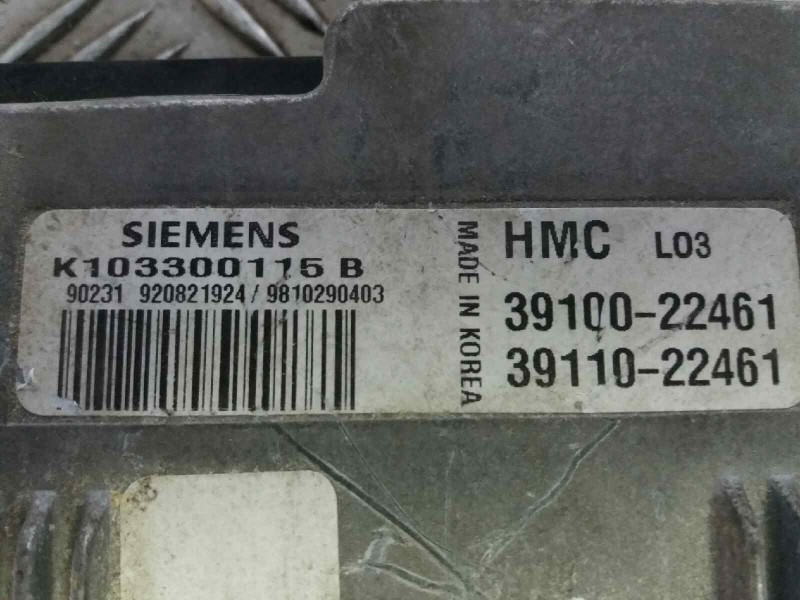 SIEMENS
K103300115 B
90231 920821924 / 9810290403
MADE IN KOREA
HMC L03
39100-22461
39110-22461